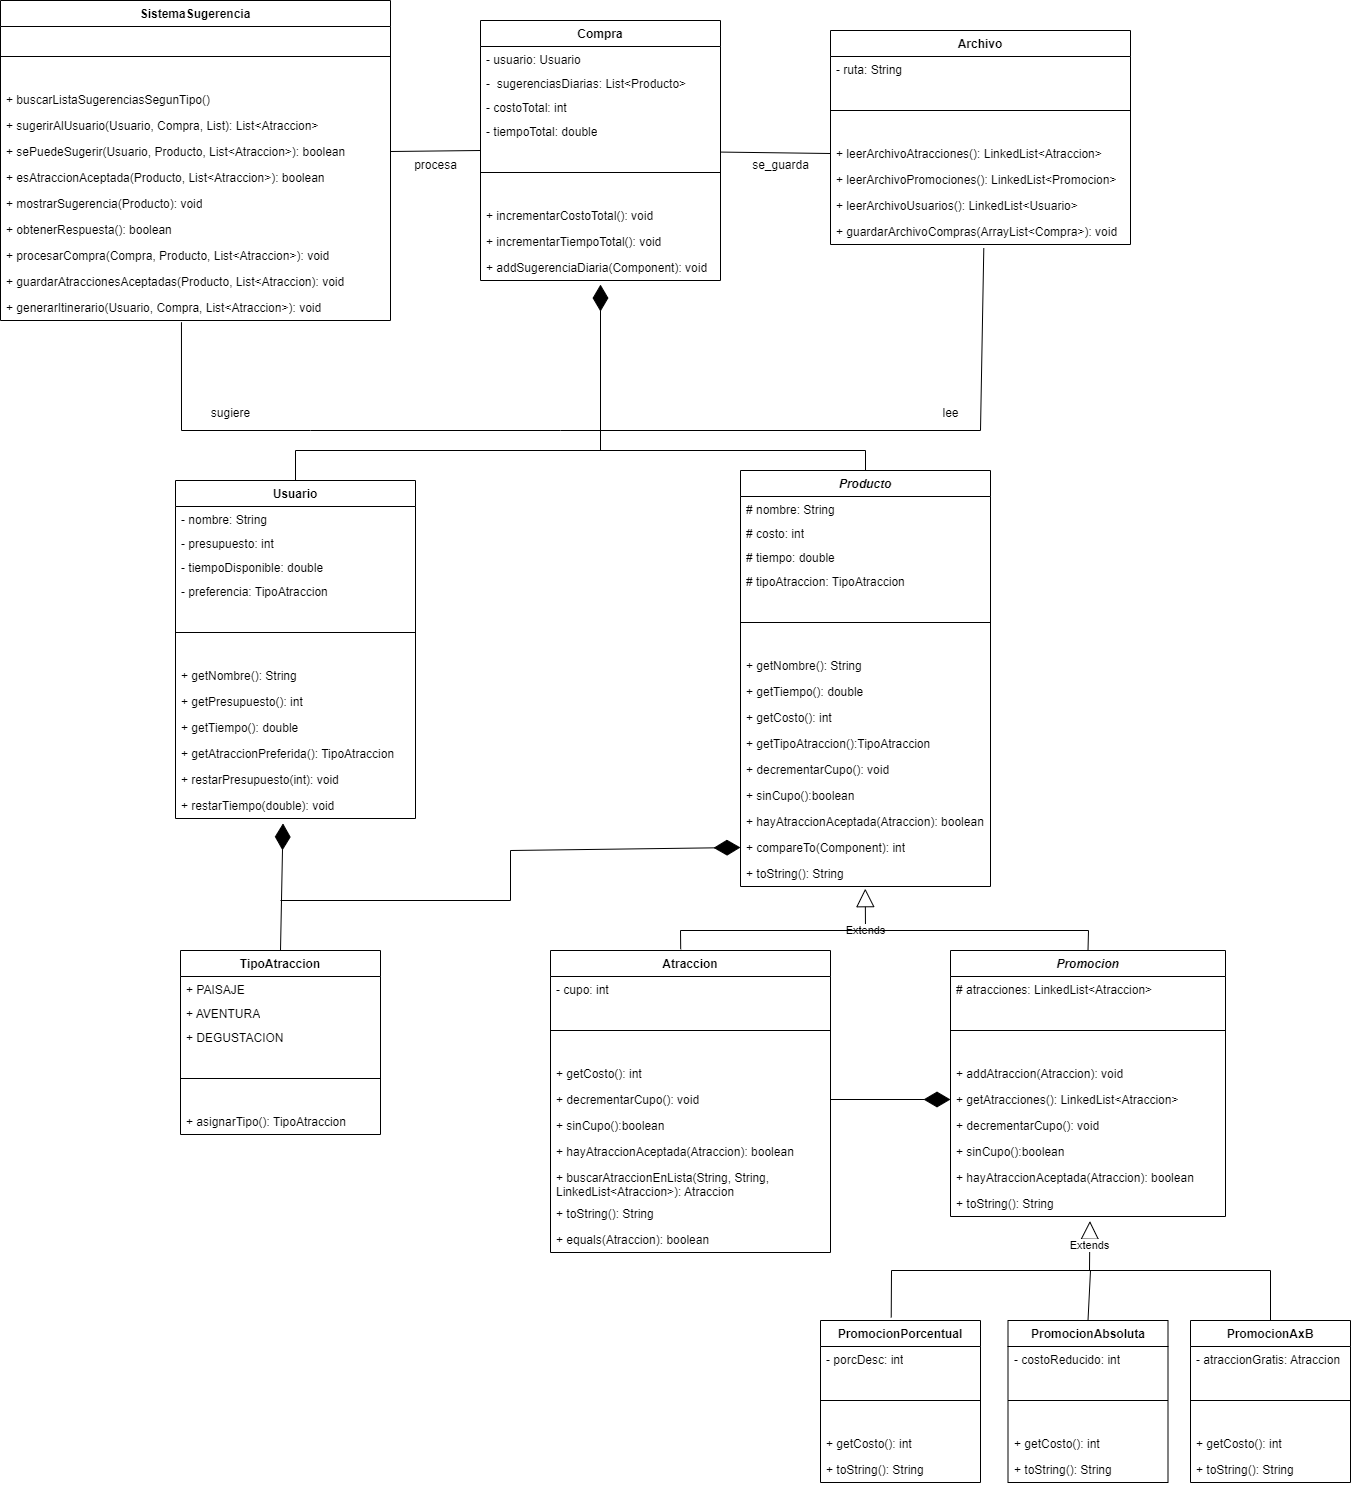 SistemaSugerencia
+ buscarListaSugerenciasSegunTipo()
+ sugerirAlUsuario(Usuario, Compra, List): List<Atraccion>
+ sePuedeSugerir(Usuario, Producto, List<Atraccion>): boolean
+ esAtraccionAceptada(Producto, List<Atraccion>): boolean
+ mostrarSugerencia(Producto): void
+ obtenerRespuesta(): boolean
+ procesarCompra(Compra, Producto, List<Atraccion>): void
+ guardarAtraccionesAceptadas(Producto, List<Atraccion): void
+ generarItinerario(Usuario, Compra, List<Atraccion>): void
procesa
Compra
- usuario: Usuario
- sugerenciasDiarias: List<Producto>
- costoTotal: int
- tiempoTotal: double
+ incrementarCostoTotal(): void
+ incrementarTiempoTotal(): void
+ addSugerenciaDiaria(Component): void
se_guarda
Archivo
- ruta: String
+ leerArchivoAtracciones(): LinkedList<Atraccion>
+ leerArchivoPromociones(): LinkedList<Promocion>
+ leerArchivoUsuarios(): LinkedList<Usuario>
+ guardarArchivoCompras(ArrayList<Compra>): void
sugiere
lee
Usuario
- nombre: String
- presupuesto: int
- tiempoDisponible: double
- preferencia: TipoAtraccion
+ getNombre(): String
+ getPresupuesto(): int
+ getTiempo(): double
+ getAtraccionPreferida(): TipoAtraccion
+ restarPresupuesto(int): void
+ restarTiempo(double): void
Producto
# nombre: String
# costo: int
# tiempo: double
# tipoAtraccion: TipoAtraccion
+ getNombre(): String
+ getTiempo(): double
+ getCosto(): int
+ getTipoAtraccion():TipoAtraccion
+ decrementarCupo(): void
+ sinCupo():boolean
+ hayAtraccionAceptada(Atraccion): boolean
+ compareTo(Component): int
+ toString(): String
Extends
TipoAtraccion
+ PAISAJE
+ AVENTURA
+ DEGUSTACION
+ asignarTipo(): TipoAtraccion
Atraccion
- cupo: int
+ getCosto(): int
+ decrementarCupo(): void
+ sinCupo():boolean
+ hayAtraccionAceptada(Atraccion): boolean
+ buscarAtraccionEnLista(String, String,
LinkedList<Atraccion>): Atraccion
+ toString(): String
+ equals(Atraccion): boolean
Promocion
# atracciones: LinkedList<Atraccion>
+ addAtraccion(Atraccion): void
+ getAtracciones(): LinkedList<Atraccion>
+ decrementarCupo(): void
+ sinCupo():boolean
+ hayAtraccionAceptada(Atraccion): boolean
+ toString(): String
Extends
PromocionPorcentual
- porcDesc: int
+ getCosto(): int
+ toString(): String
PromocionAbsoluta
- costoReducido: int
+ getCosto(): int
+ toString(): String
PromocionAxB
- atraccionGratis: Atraccion
+ getCosto(): int
+ toString(): String